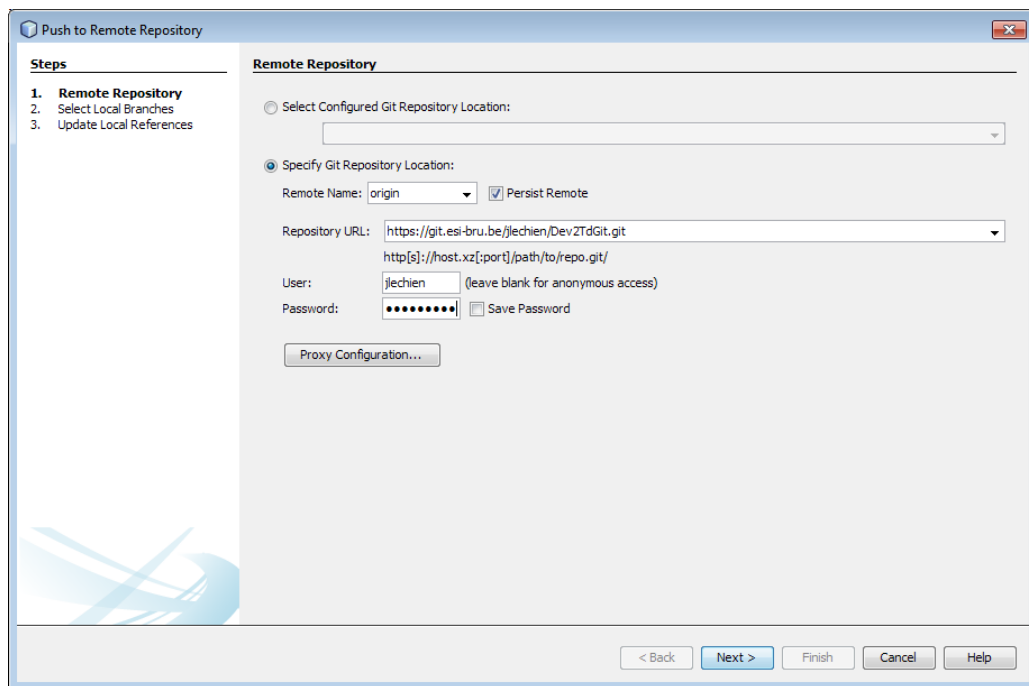 Push to Remote Repository
Steps
1. Remote Repository
2. Select Local Branches
3. Update Local References
Remote Repository
Select Configured Git Repository Location:
Specify Git Repository Location:
Remote Name: origin Persist Remote
Repository URL: https://git.esi-bru.be/jlechien/Dev2TdGit.git
http[s]://host.xz[:port]/path/to/repo.git/
User: jlechien (leave blank for anonymous access)
Password: ••••••••• Save Password
Proxy Configuration...
< Back Next > Finish Cancel Help